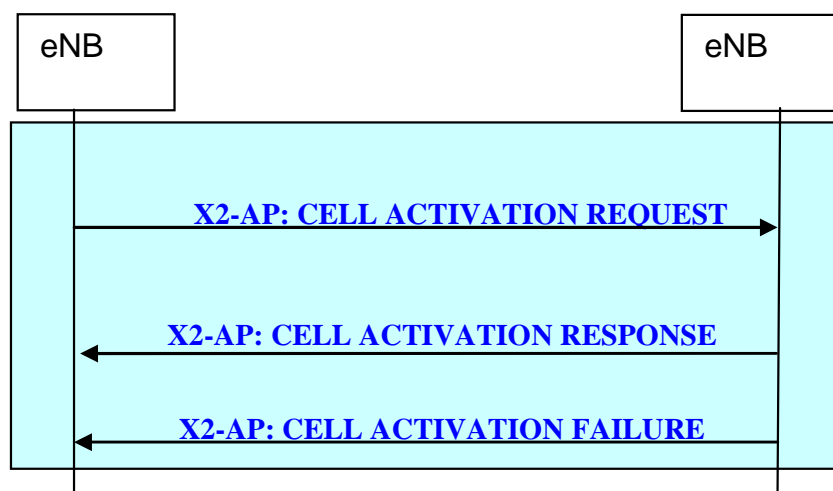 eNB
eNB
X2-AP: CELL ACTIVATION REQUEST
X2-AP: CELL ACTIVATION RESPONSE
X2-AP: CELL ACTIVATION FAILURE